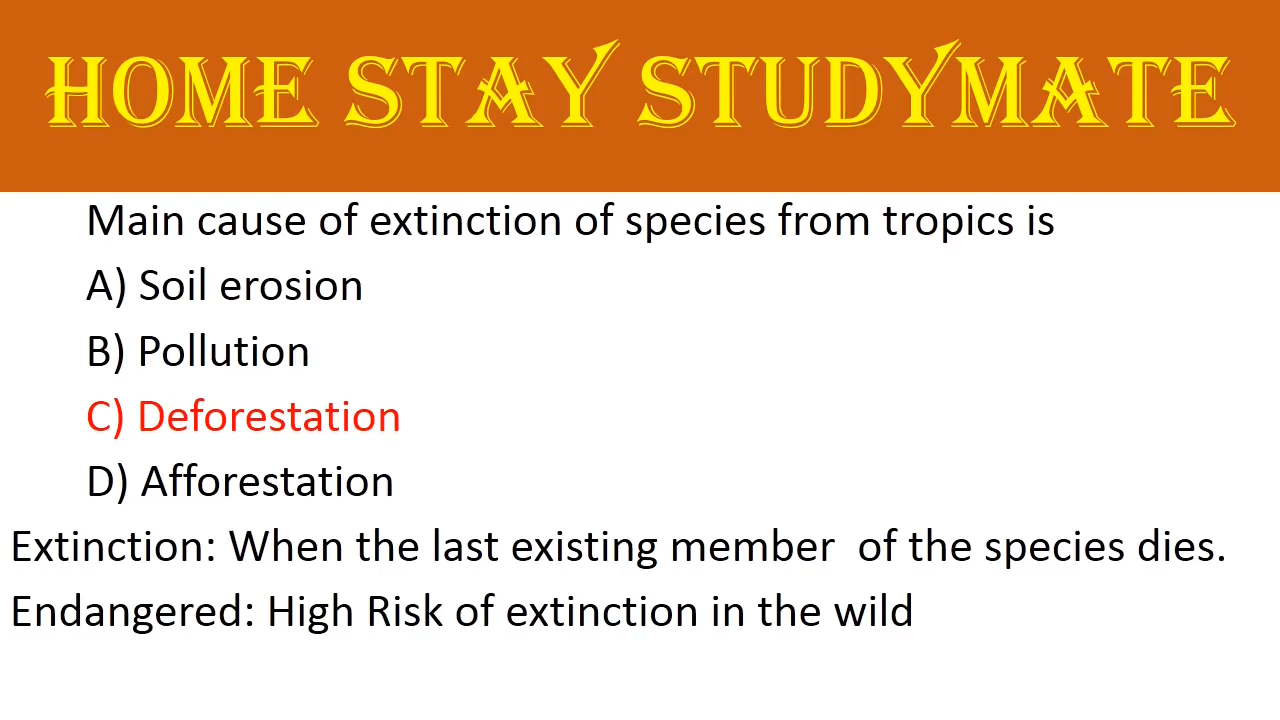 HOME STAY STUDYMATE
Main cause of extinction of species from tropics is
A) Soil erosion
B) Pollution
C) Deforestation
D) Afforestation
Extinction: When the last existing member  of the species dies.
Endangered: High Risk of extinction in the wild